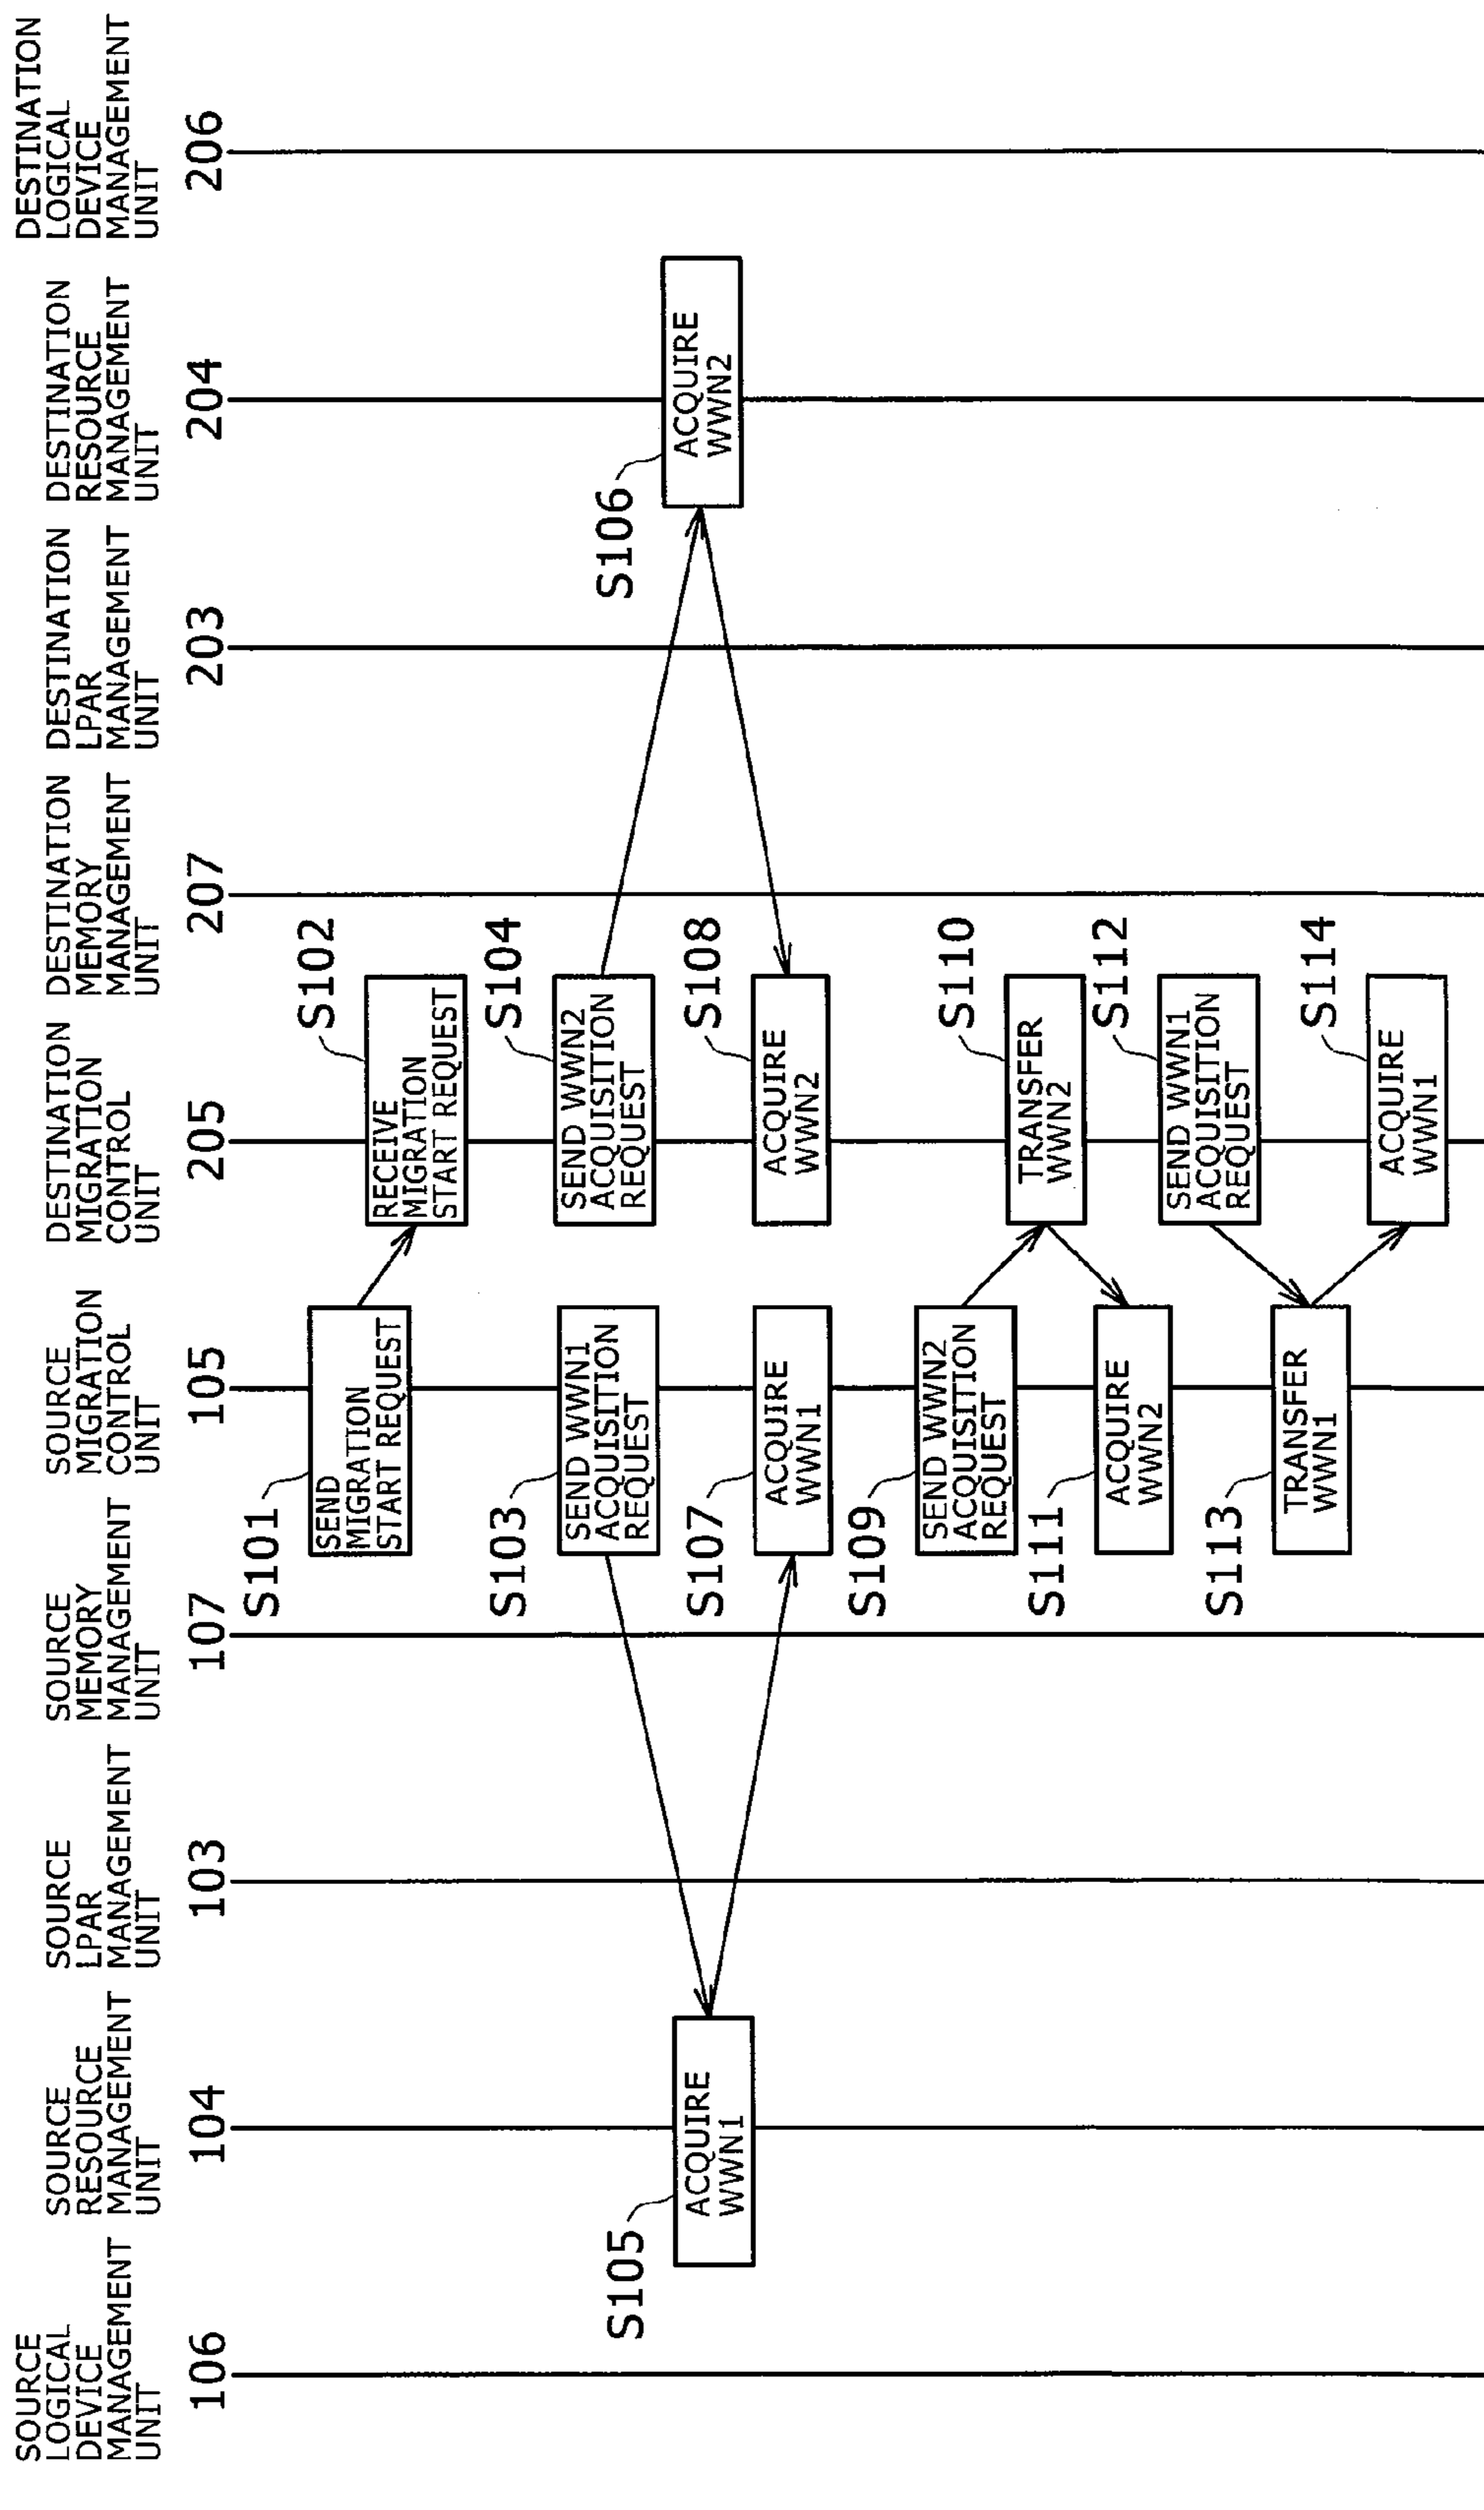 SOURCE
LOGICAL
DEVICE
MANAGEMENT
UNIT
106
SOURCE
RESOURCE
MANAGEMENT
UNIT
104
SOURCE
LPAR
MANAGEMENT
UNIT
103
SOURCE
MEMORY
MANAGEMENT
UNIT
107
SOURCE
MIGRATION
CONTROL
UNIT
105
DESTINATION
MIGRATION
CONTROL
UNIT
205
DESTINATION
MEMORY
MANAGEMENT
UNIT
207
DESTINATION
LPAR
MANAGEMENT
UNIT
203
DESTINATION
RESOURCE
MANAGEMENT
UNIT
204
DESTINATION
LOGICAL
DEVICE
MANAGEMENT
UNIT
206
S101
SEND
MIGRATION
START REQUEST
S102
RECEIVE
MIGRATION
START REQUEST
S103
SEND WWN1
ACQUISITION
REQUEST
S104
SEND WWN2
ACQUISITION
REQUEST
S105
ACQUIRE
WWN1
S106
ACQUIRE
WWN2
S107
ACQUIRE
WWN1
S108
ACQUIRE
WWN2
S109
SEND WWN2
ACQUISITION
REQUEST
S110
TRANSFER
WWN2
S111
ACQUIRE
WWN2
S112
SEND WWN1
ACQUISITION
REQUEST
S113
TRANSFER
WWN1
S114
ACQUIRE
WWN1